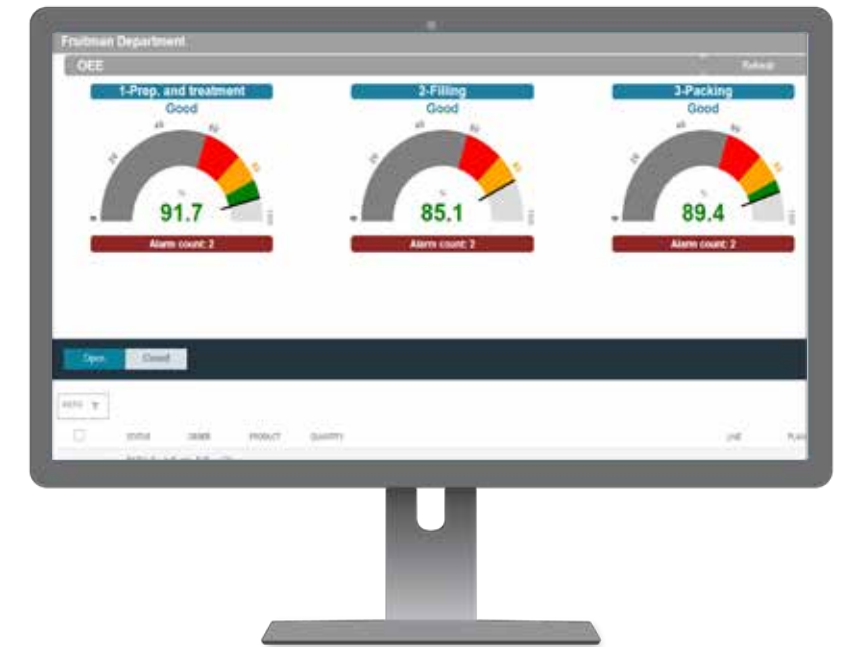 Fruitman Department
OEE
Refresh
1-Prep. and treatment
Good
%
91.7
Alarm count: 2
2-Filling
Good
%
85.1
Alarm count: 2
3-Packing
Good
%
89.4
Alarm count: 2
Open
Closed
STATUS ORDER PRODUCT QUANTITY LINE